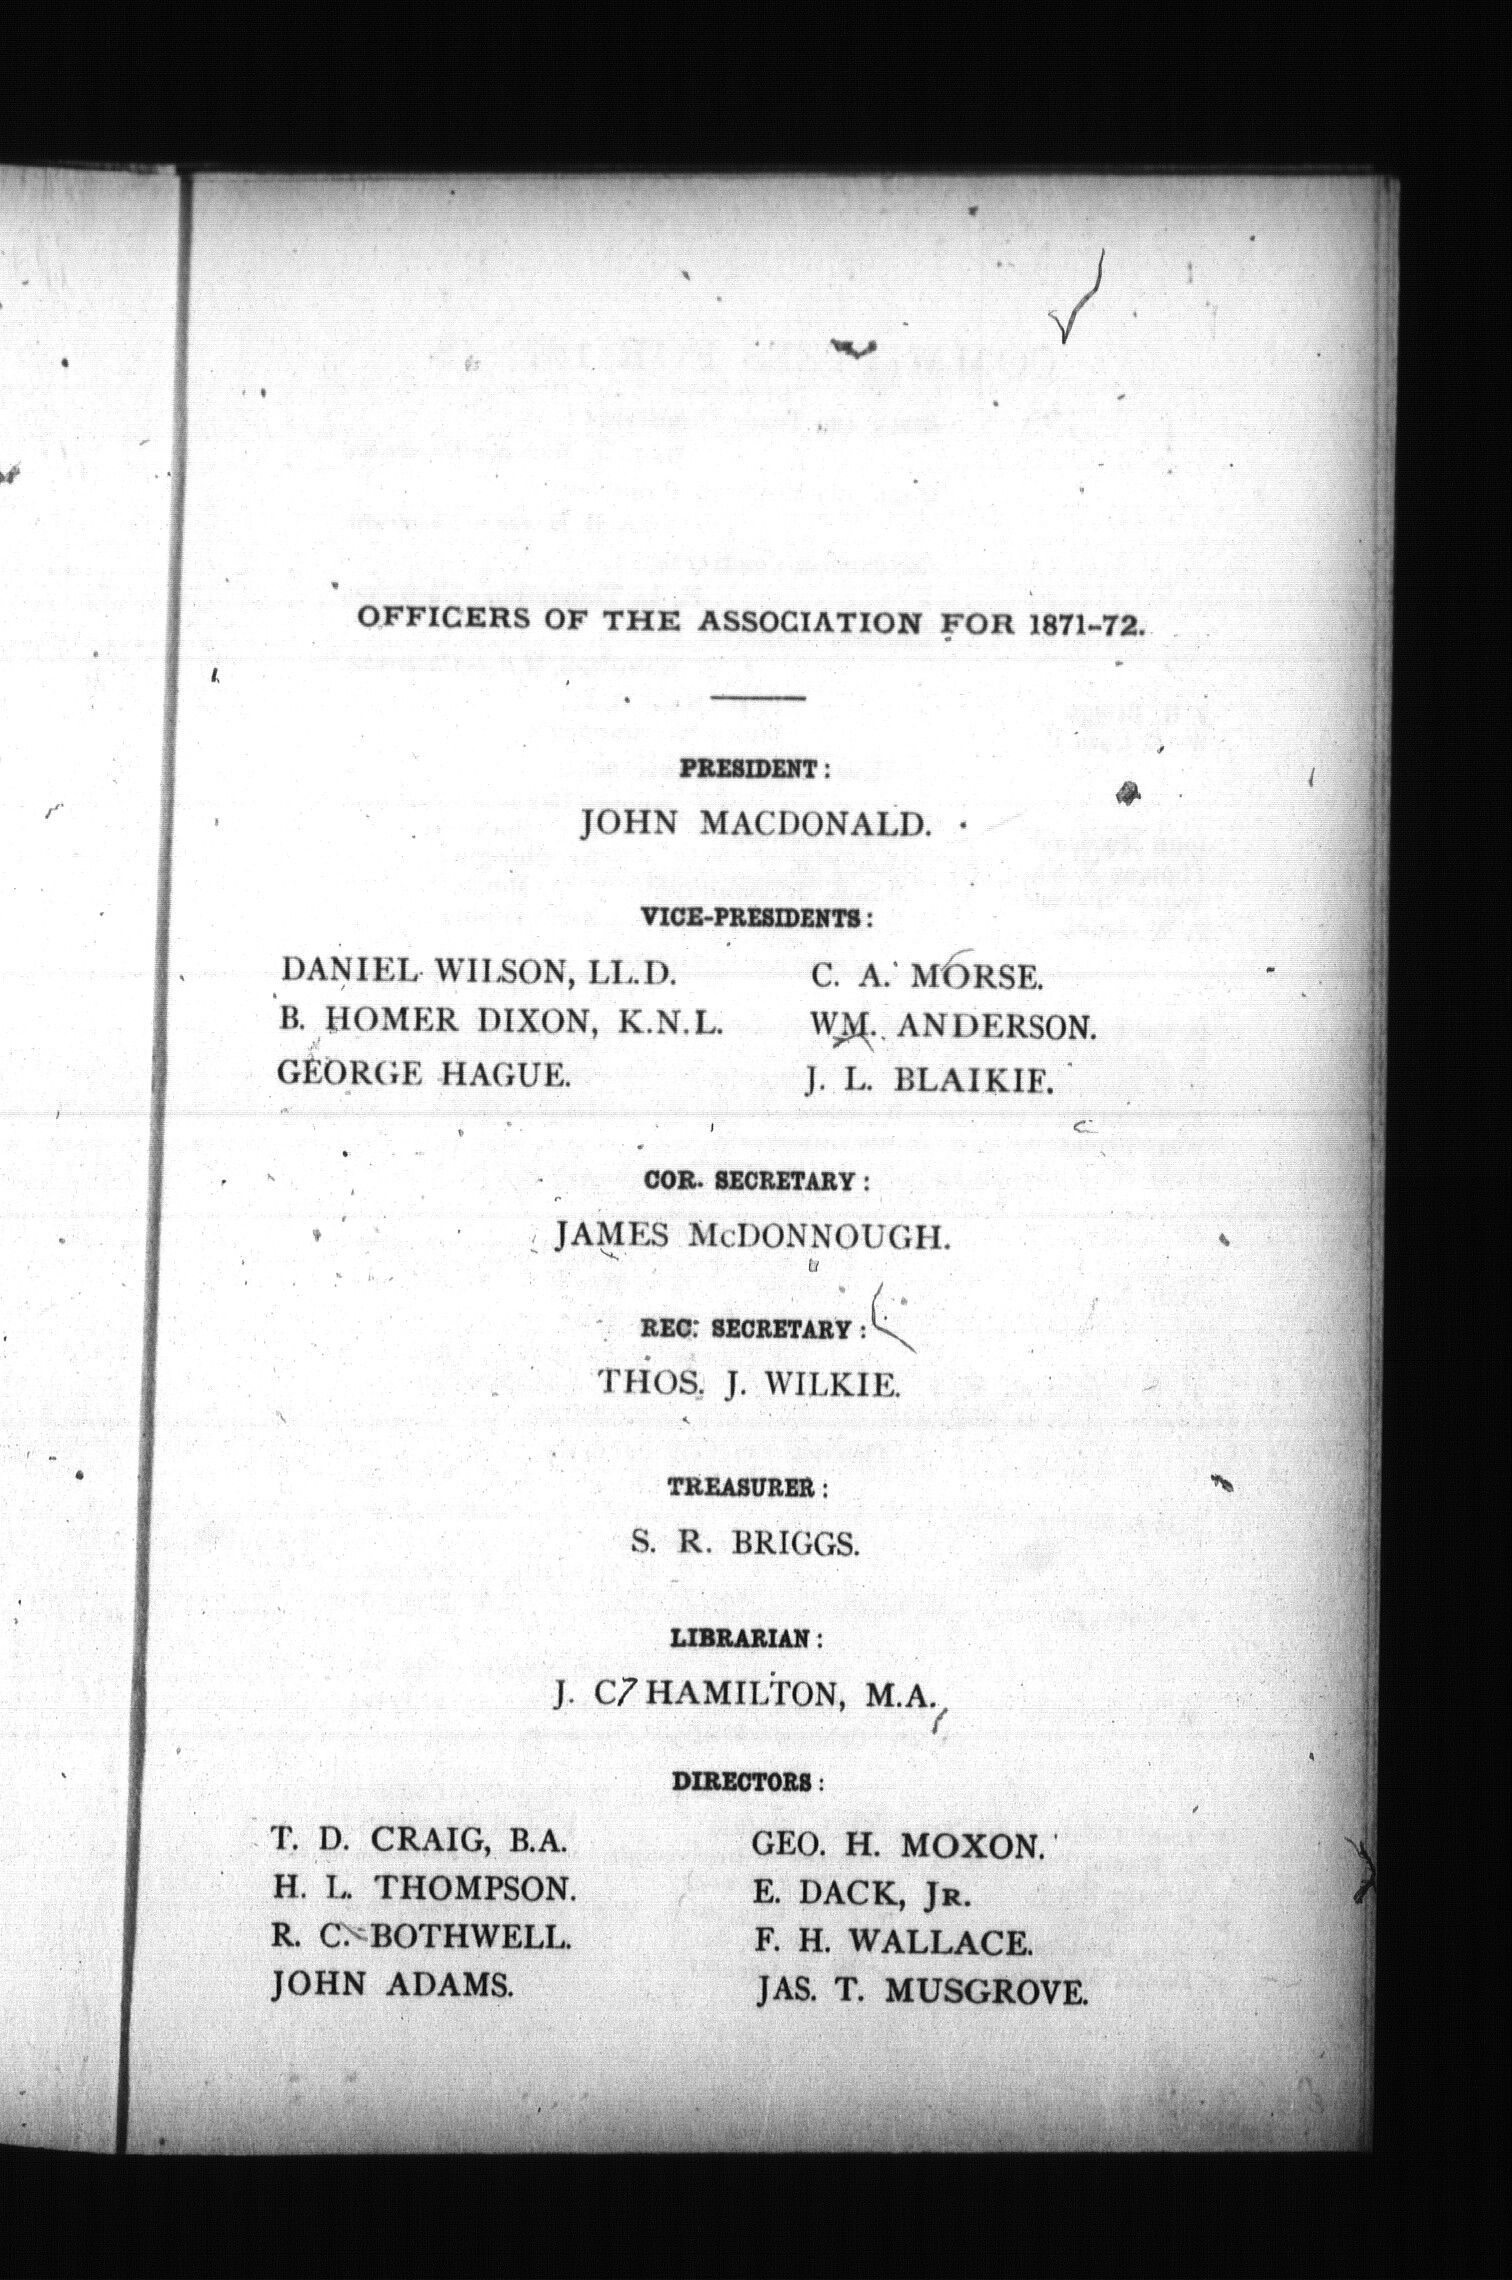 OFFICERS OF THE ASSOCIATION FOR 1871-72.
PRESIDENT:
JOHN MACDONALD.
VICE-PRESIDENTS:
DANIEL WILSON, LL.D.
C. A. MORSE.
B. HOMER DIXON, K.N.L.
WM. ANDERSON.
GEORGE HAGUE.
J. L. BLAIKIE.
COR. SECRETARY:
JAMES McDONNOUGH.
REC. SECRETARY:
THOS. J. WILKIE.
TREASURER:
S. R. BRIGGS.
LIBRARIAN:
J. C. HAMILTON, M.A.
DIRECTORS:
T. D. CRAIG, B.A.
GEO. H. MOXON.
H. L. THOMPSON.
E. DACK, JR.
R. C. BOTHWELL.
F. H. WALLACE.
JOHN ADAMS.
JAS. T. MUSGROVE.